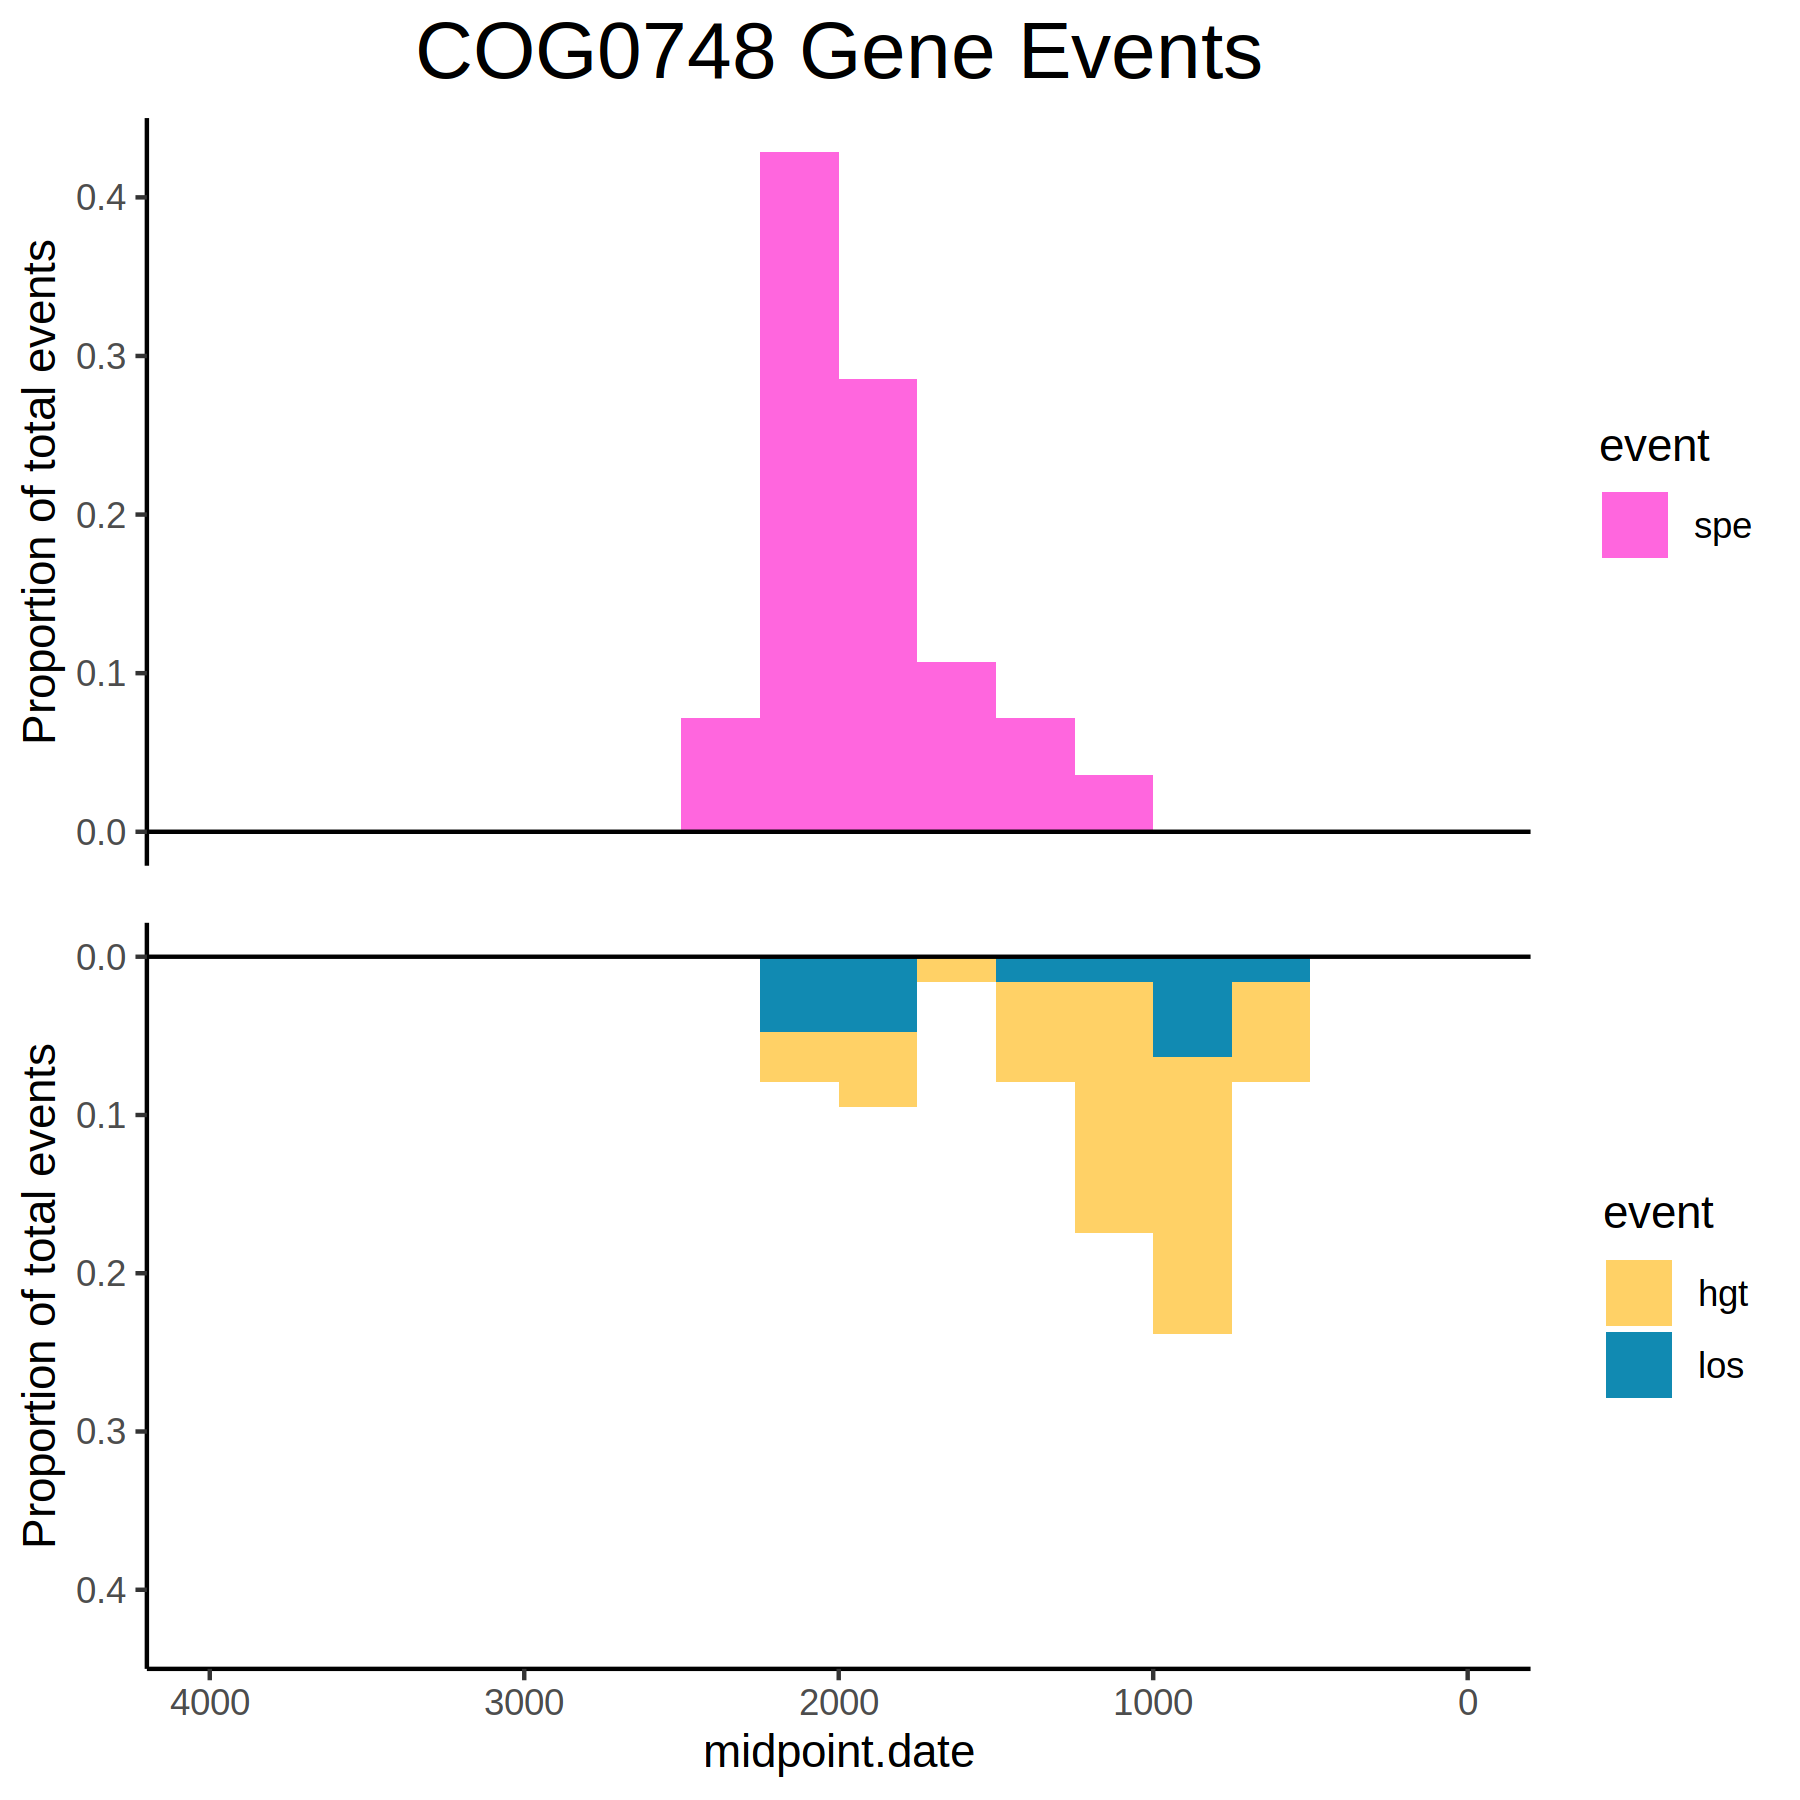 COG0748 Gene Events
Proportion of total events
0.4
0.3
0.2
0.1
0.0
event
spe
Proportion of total events
0.0
0.1
0.2
0.3
0.4
event
hgt
los
4000 3000 2000 1000 0
midpoint.date